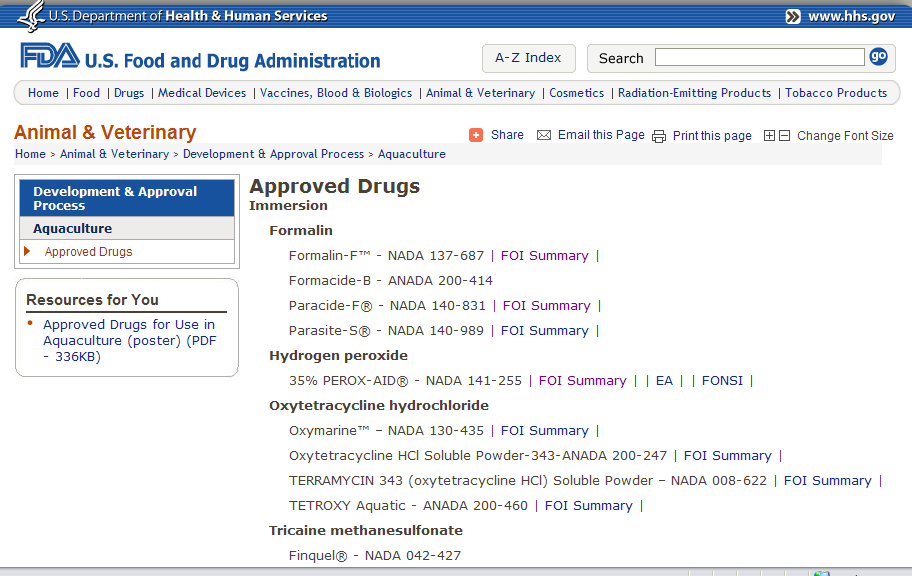 U.S. Department of Health & Human Services
www.hhs.gov
FDA U.S. Food and Drug Administration
A-Z Index
Search
go
Home | Food | Drugs | Medical Devices | Vaccines, Blood & Biologics | Animal & Veterinary | Cosmetics | Radiation-Emitting Products | Tobacco Products
Animal & Veterinary
Share
Email this Page
Print this page
Change Font Size
Home > Animal & Veterinary > Development & Approval Process > Aquaculture
Development & Approval
Process
Aquaculture
Approved Drugs
Resources for You
• Approved Drugs for Use in
Aquaculture (poster) (PDF
- 336KB)
Approved Drugs
Immersion
Formalin
Formalin-F™ - NADA 137-687 | FOI Summary |
Formacide-B - ANADA 200-414
Paracide-F® - NADA 140-831 | FOI Summary |
Parasite-S® - NADA 140-989 | FOI Summary |
Hydrogen peroxide
35% PEROX-AID® - NADA 141-255 | FOI Summary | | EA | | FONSI |
Oxytetracycline hydrochloride
Oxymarine™ – NADA 130-435 | FOI Summary |
Oxytetracycline HCl Soluble Powder-343-ANADA 200-247 | FOI Summary |
TERRAMYCIN 343 (oxytetracycline HCl) Soluble Powder – NADA 008-622 | FOI Summary |
TETROXY Aquatic - ANADA 200-460 | FOI Summary |
Tricaine methanesulfonate
Finquel® - NADA 042-427